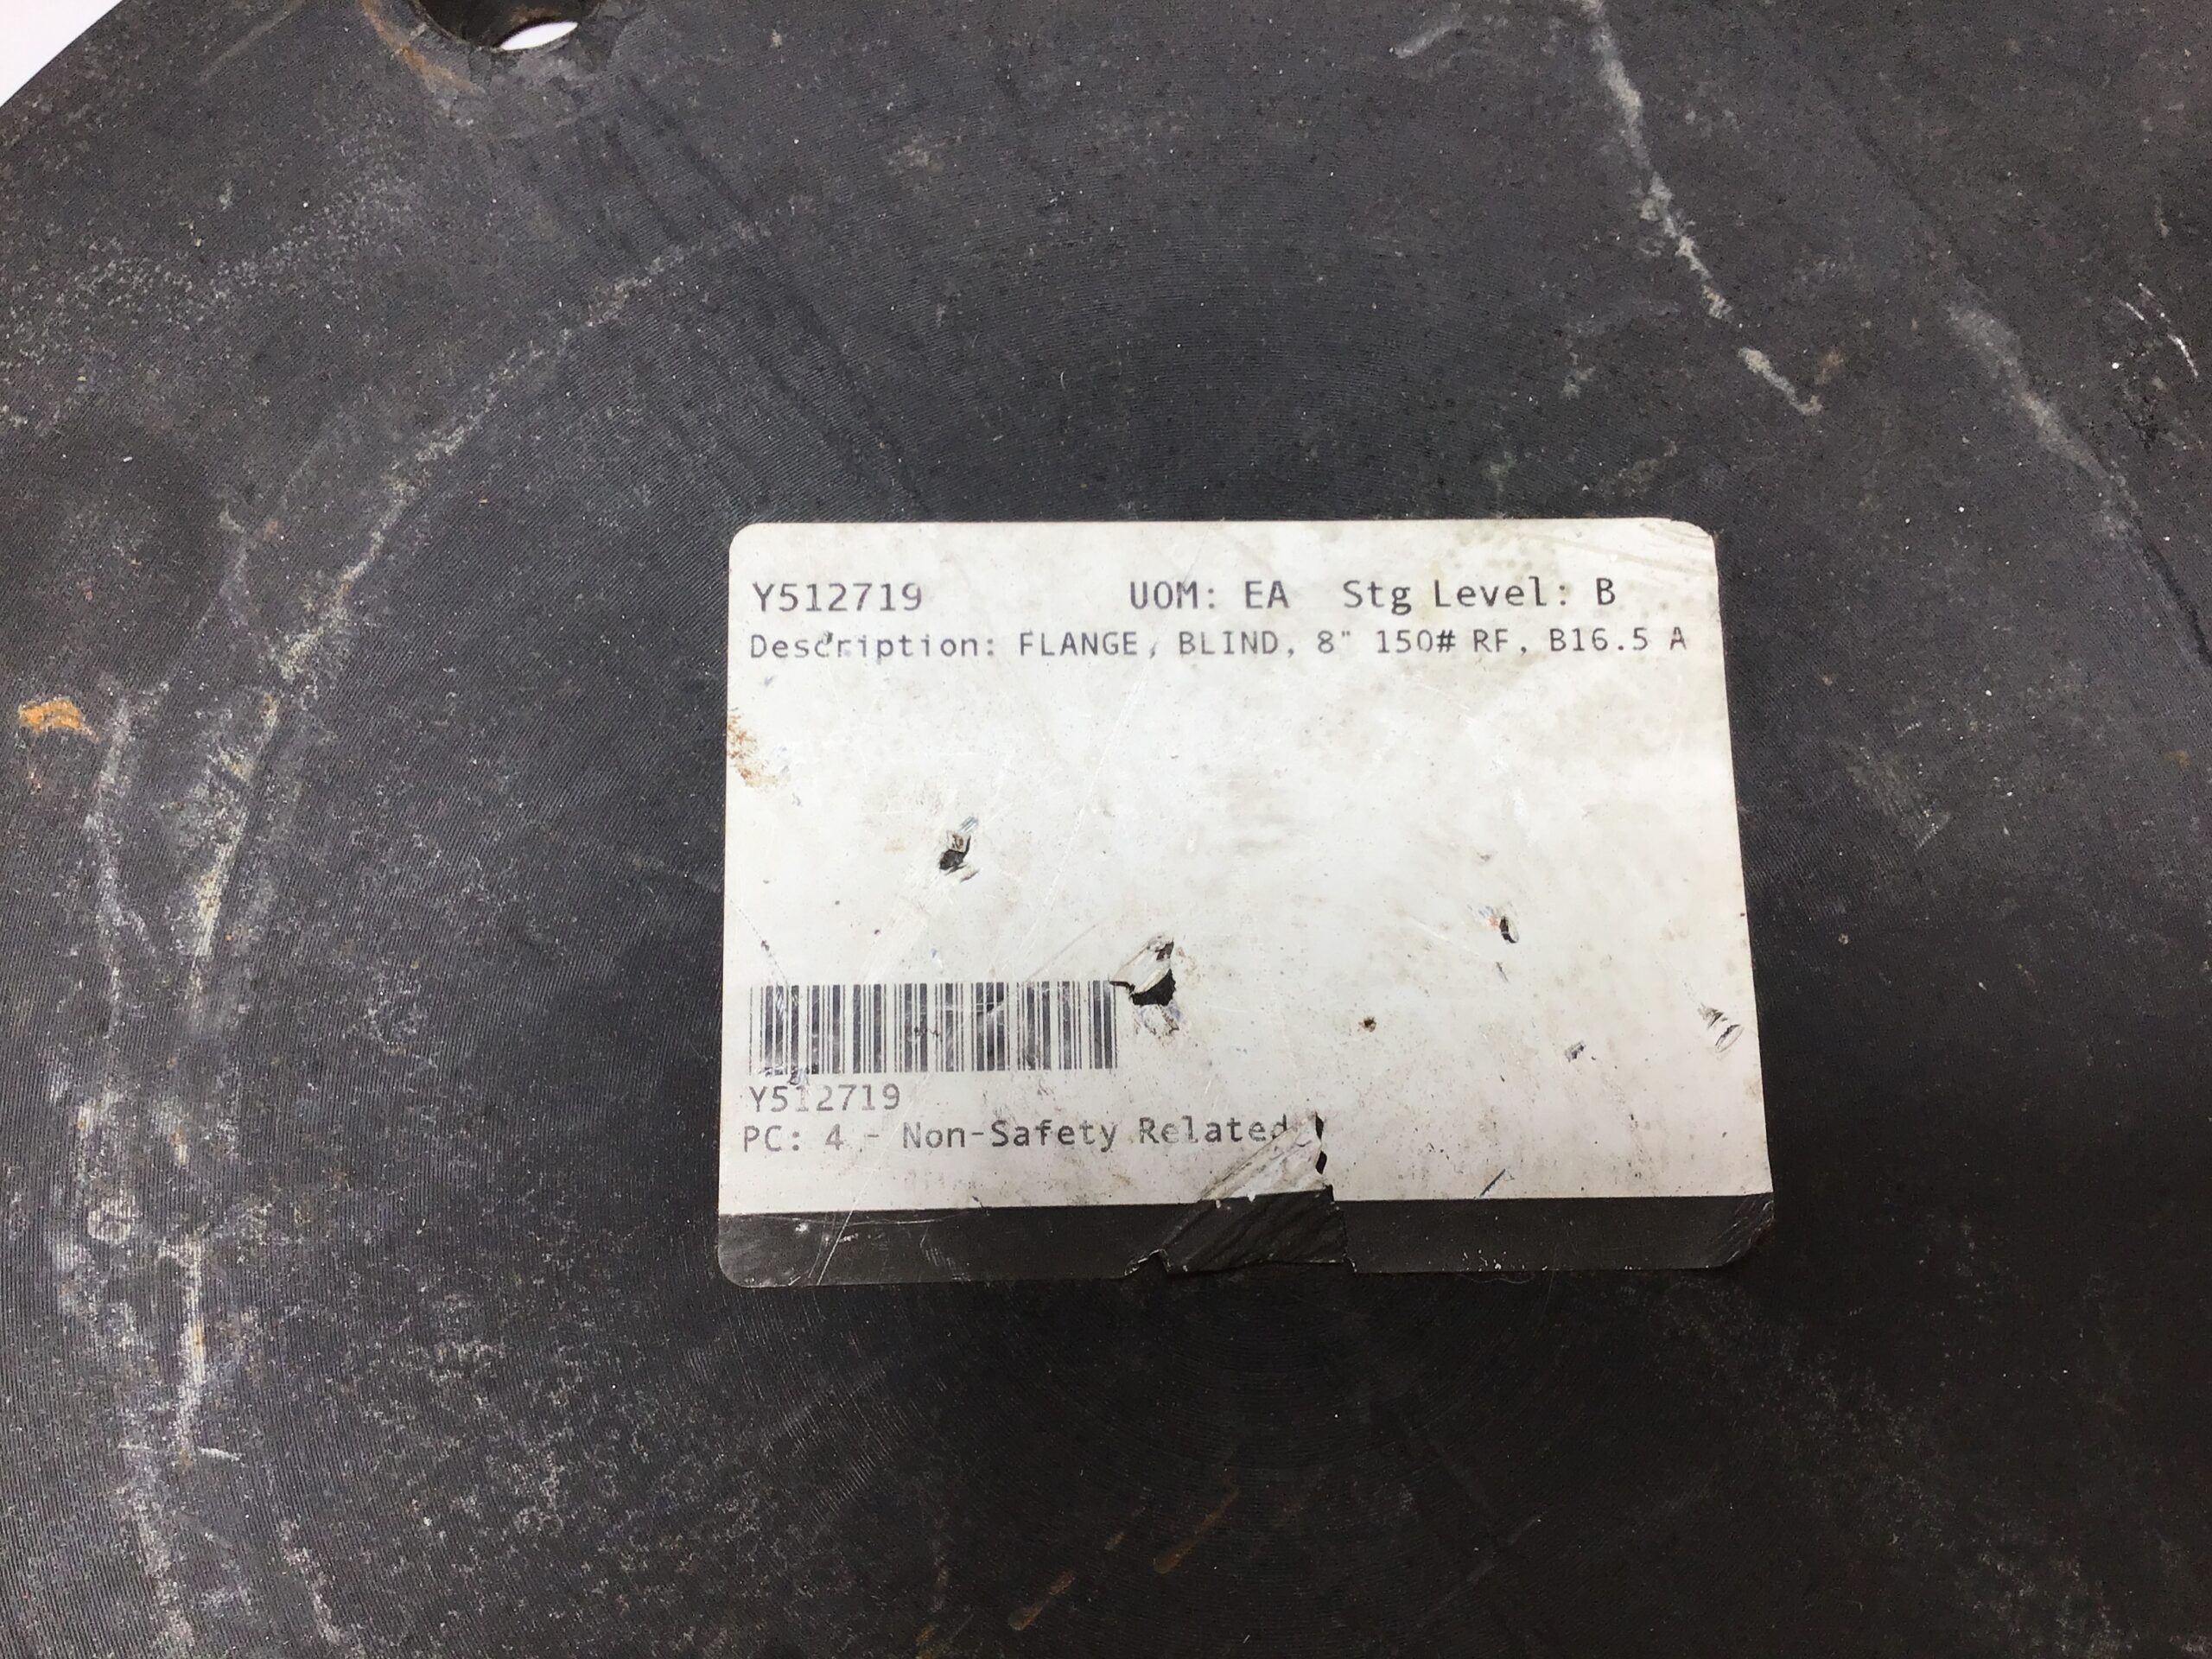 Y512719 UOM: EA Stg Level: B
Description: FLANGE, BLIND, 8" 150# RF, B16.5 A
Y512719
PC: 4 - Non-Safety Related